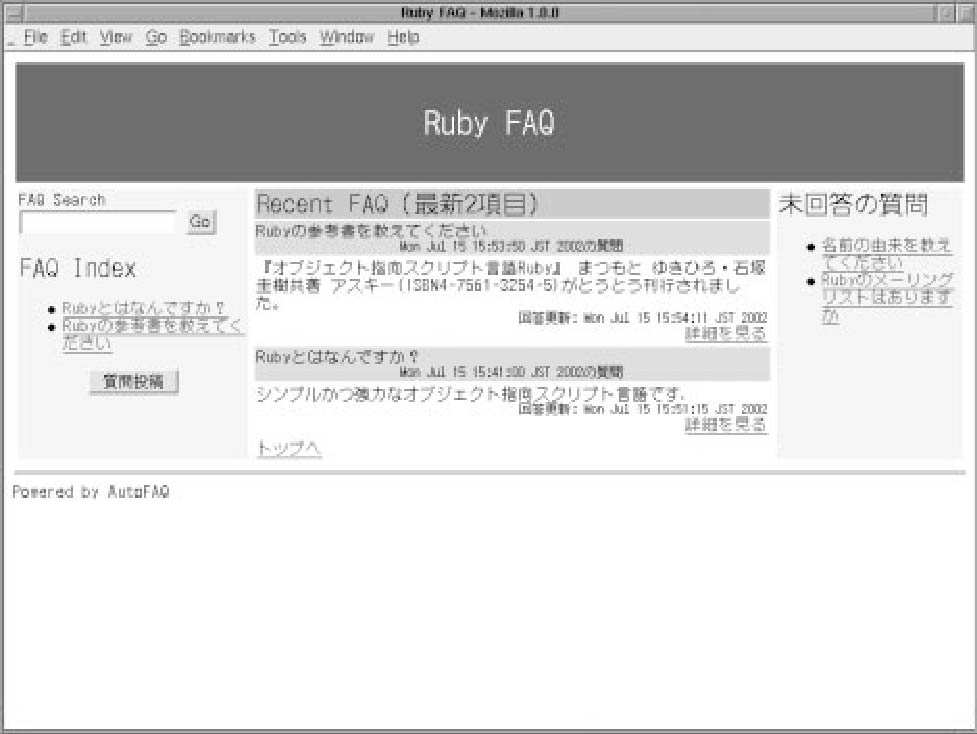 Ruby FAQ - Mozilla 1.0.0
File Edit View Go Bookmarks Tools Window Help
Ruby FAQ
FAQ Search
Go
FAQ Index
Rubyとはなんですか?
Rubyの参考書を教えてく
ださい
質問投稿
Recent FAQ (最新2項目)
Rubyの参考書を教えてください
Mon Jul 15 15:53:50 JST 2002の質問
『オブジェクト指向スクリプト言語Ruby』 まつもと ゆきひろ・石塚
圭樹共著 アスキー(ISBN4-7561-3254-5)がとうとう刊行されまし
た。
回答更新: Mon Jul 15 15:54:11 JST 2002
詳細を見る
Rubyとはなんですか?
Mon Jul 15 15:41:00 JST 2002の質問
シンプルかつ強力なオブジェクト指向スクリプト言語です.
回答更新: Mon Jul 15 15:51:15 JST 2002
詳細を見る
トップへ
未回答の質問
名前の由来を教え
てください
Rubyのメーリング
リストはあります
か
Powered by AutoFAQ